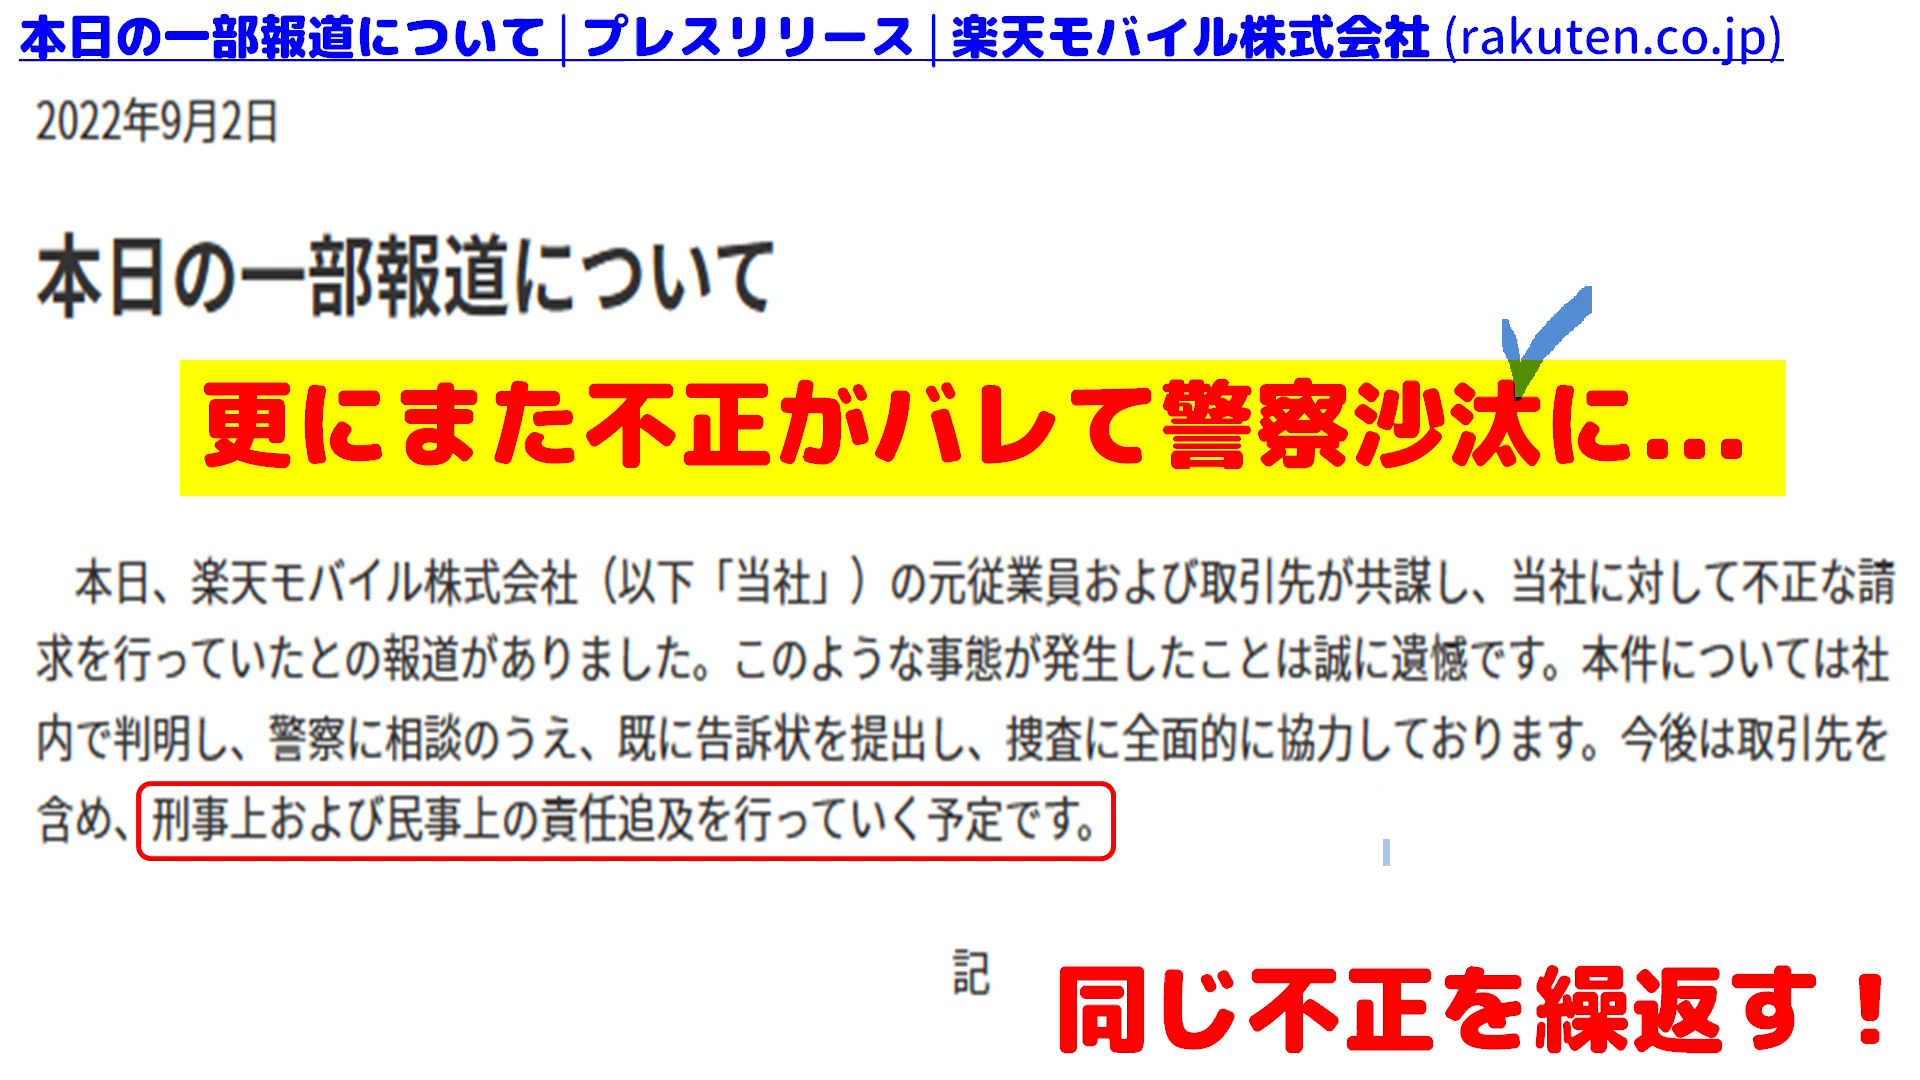 本日の一部報道について | プレスリリース | 楽天モバイル株式会社 (rakuten.co.jp)
2022年9月2日
本日の一部報道について
更にまた不正がバレて警察沙汰に...
本日、楽天モバイル株式会社（以下「当社」）の元従業員および取引先が共謀し、当社に対して不正な請
求を行っていたとの報道がありました。このような事態が発生したことは誠に遺憾です。本件については社
内で判明し、警察に相談のうえ、既に告訴状を提出し、捜査に全面的に協力しております。今後は取引先を
含め、刑事上および民事上の責任追及を行っていく予定です。
記
同じ不正を繰返す！